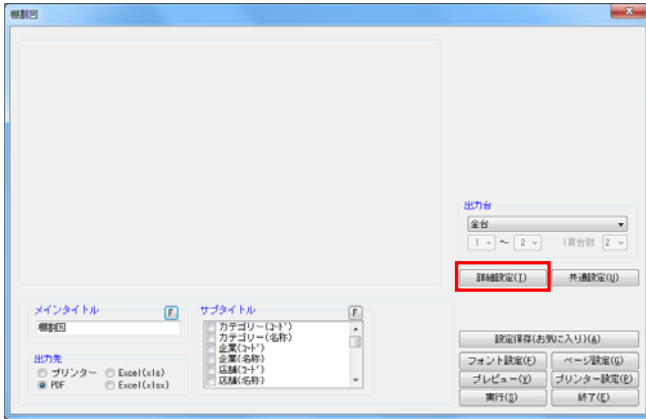 棚割図
出力台
全台
1 ～ 2 1頁台数 2
詳細設定(I) 共通設定(U)
メインタイトル F
棚割図
サブタイトル F
カテゴリー(コード)
カテゴリー(名称)
企業(コード)
企業(名称)
店舗(コード)
店舗(名称)
出力先
プリンター Excel(xls)
PDF Excel(xlsx)
設定保存(お気に入り)(A)
フォント設定(F) ページ設定(G)
プレビュー(V) プリンター設定(P)
実行(S) 終了(E)